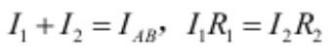 I₁ + I₂ = I_AB, I₁R₁ = I₂R₂